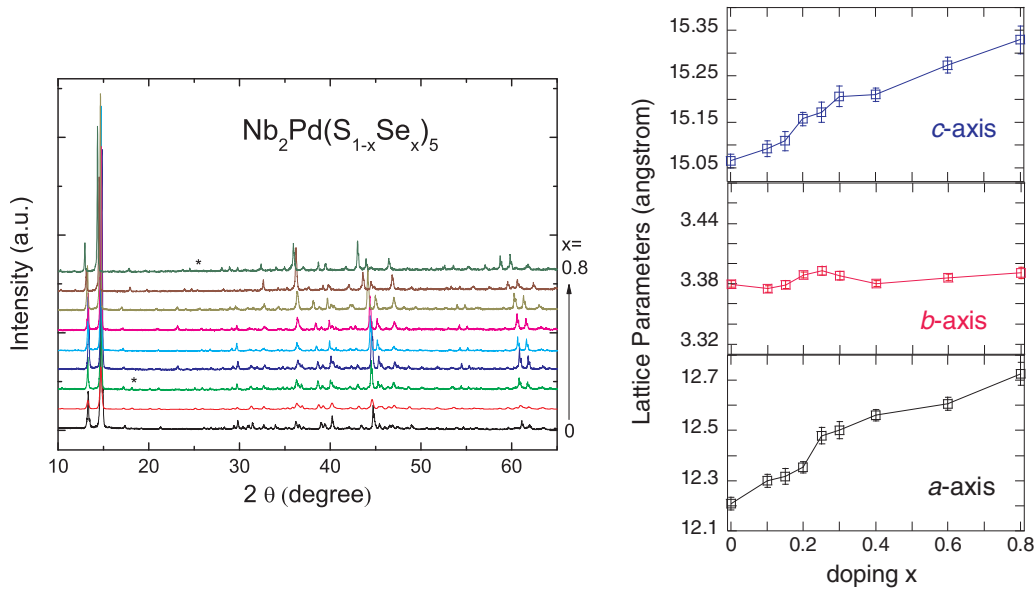 Nb2Pd(S1-xSex)5
Intensity (a.u.)
x=
0.8
0
*
*
10 20 30 40 50 60
2 θ (degree)
Lattice Parameters (angstrom)
15.35
15.25
15.15
15.05
c-axis
3.44
3.38
3.32
b-axis
12.7
12.5
12.3
12.1
a-axis
0 0.2 0.4 0.6 0.8
doping x